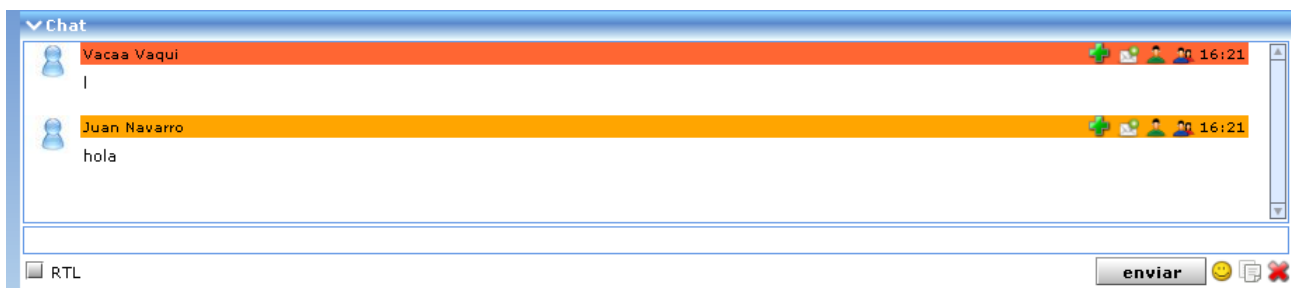 Chat
Vacaa Vaqui 16:21
l
Juan Navarro 16:21
hola
RTL enviar